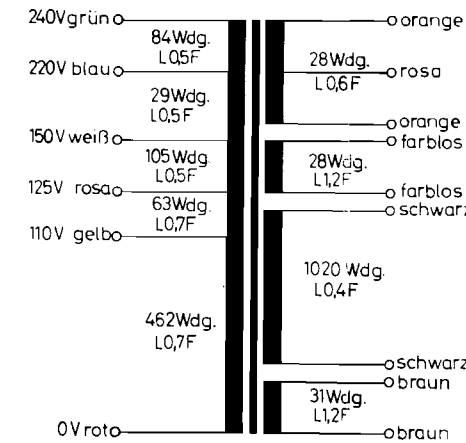 240V grün
84 Wdg.
L0,5F
220V blau
29 Wdg.
L0,5F
150V weiß
105 Wdg.
L0,5F
125V rosa
63 Wdg.
L0,7F
110V gelb
462 Wdg.
L0,7F
0V rot
orange
28 Wdg.
L0,6F
rosa
orange
farblos
28 Wdg.
L1,2F
farblos
schwarz
1020 Wdg.
L0,4F
schwarz
braun
31 Wdg.
L1,2F
braun